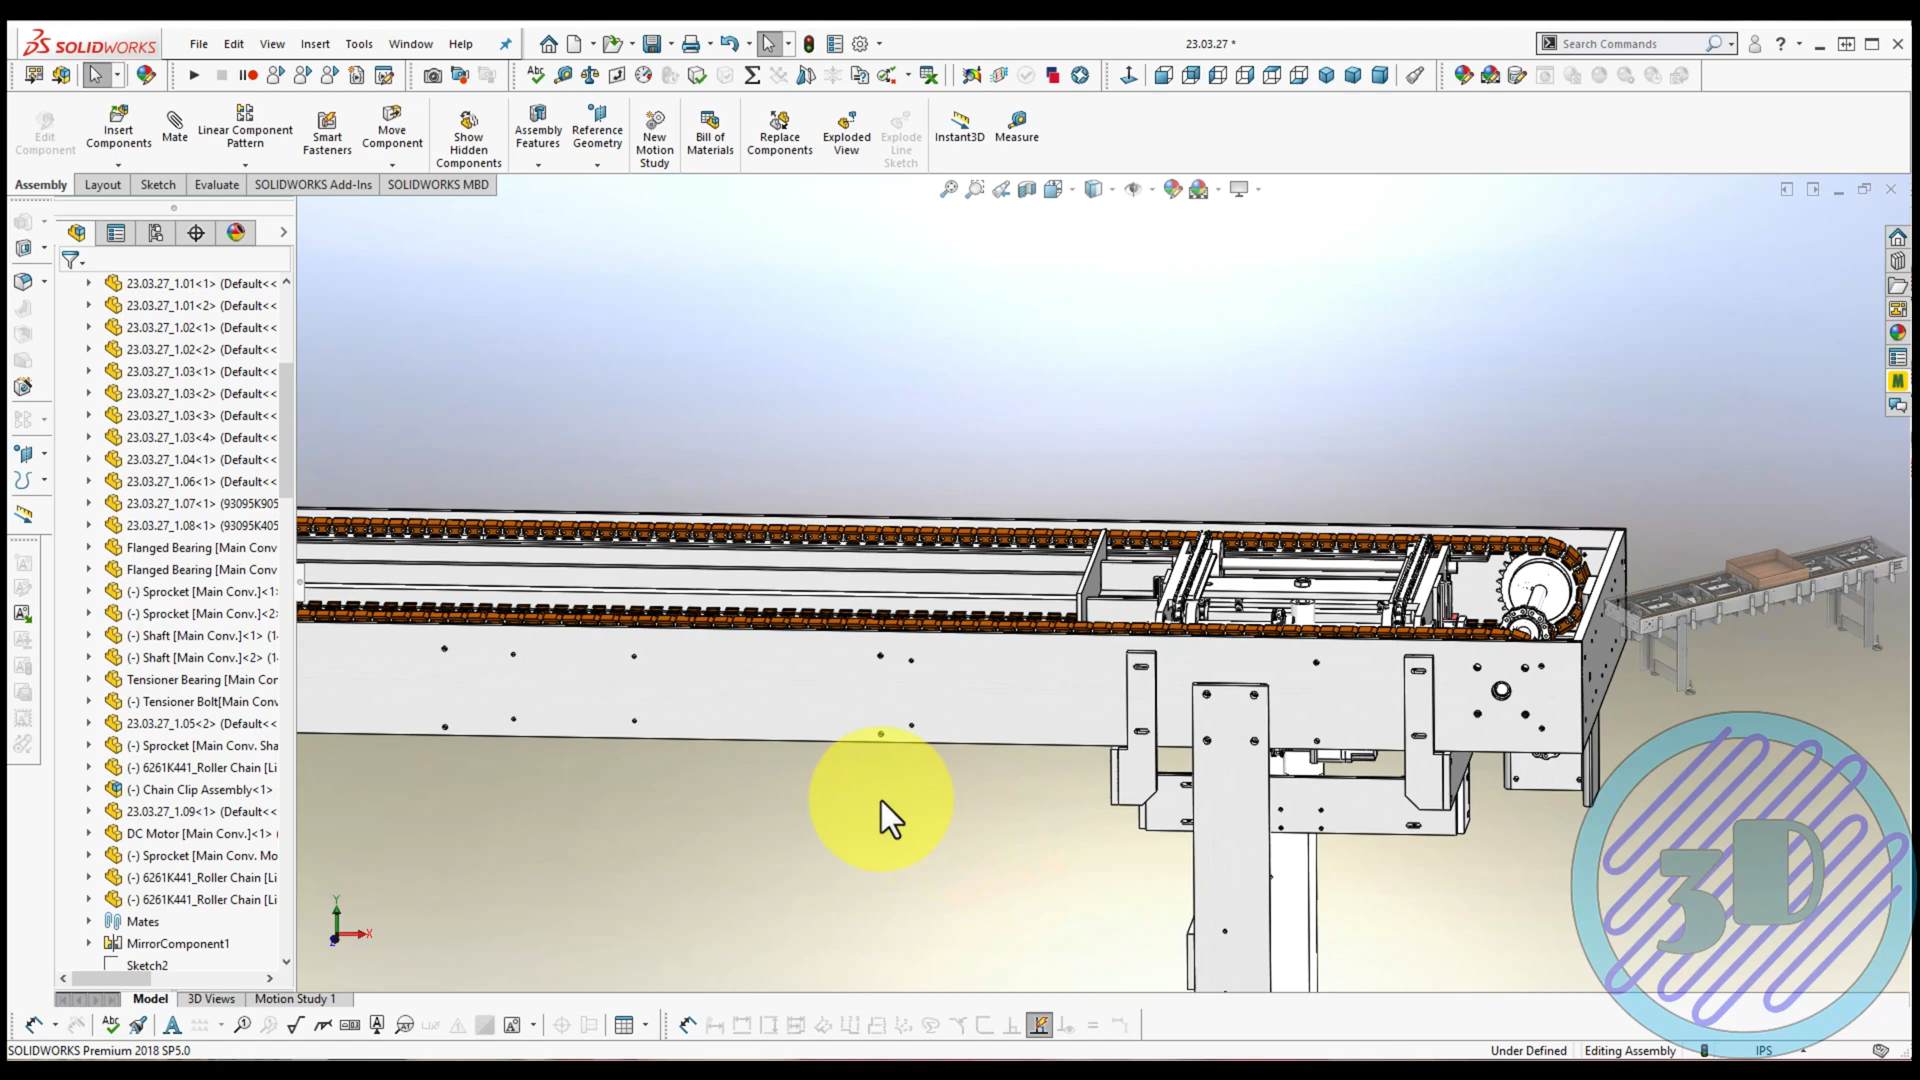 SOLIDWORKS File Edit View Insert Tools Window Help 23.03.27 * Search Commands
Edit Component
Insert Components
Mate
Linear Component Pattern
Smart Fasteners
Move Component
Show Hidden Components
Assembly Features
Reference Geometry
New Motion Study
Bill of Materials
Replace Components
Exploded View
Explode Line Sketch
Instant3D
Measure
Assembly Layout Sketch Evaluate SOLIDWORKS Add-Ins SOLIDWORKS MBD
23.03.27_1.01<1> (Default<<
23.03.27_1.01<2> (Default<<
23.03.27_1.02<1> (Default<<
23.03.27_1.02<2> (Default<<
23.03.27_1.03<1> (Default<<
23.03.27_1.03<2> (Default<<
23.03.27_1.03<3> (Default<<
23.03.27_1.03<4> (Default<<
23.03.27_1.04<1> (Default<<
23.03.27_1.06<1> (Default<<
23.03.27_1.07<1> (93095K905
23.03.27_1.08<1> (93095K405
Flanged Bearing [Main Conv
Flanged Bearing [Main Conv
(-) Sprocket [Main Conv.]<1>
(-) Sprocket [Main Conv.]<2>
(-) Shaft [Main Conv.]<1> (1
(-) Shaft [Main Conv.]<2> (1
Tensioner Bearing [Main Cor
(-) Tensioner Bolt[Main Conv
23.03.27_1.05<2> (Default<<
(-) Sprocket [Main Conv. Sha
(-) 6261K441_Roller Chain [Li
(-) Chain Clip Assembly<1>
23.03.27_1.09<1> (Default<<
DC Motor [Main Conv.]<1> (
(-) Sprocket [Main Conv. Mo
(-) 6261K441_Roller Chain [Li
(-) 6261K441_Roller Chain [Li
Mates
MirrorComponent1
Sketch2
Y
X
Z
M
3D
Model 3D Views Motion Study 1
SOLIDWORKS Premium 2018 SP5.0 Under Defined Editing Assembly IPS